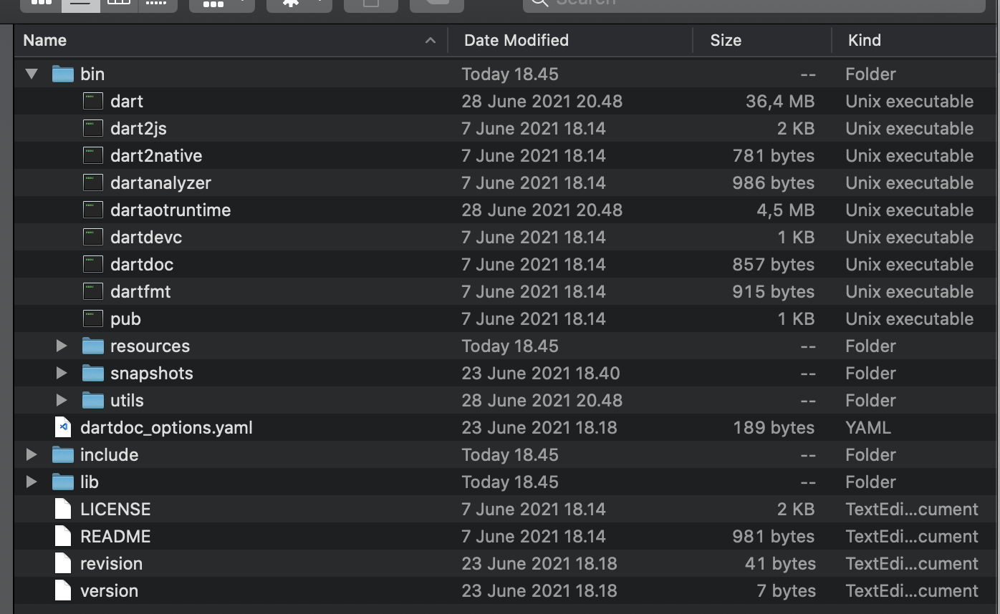 Search
Name Date Modified Size Kind
bin Today 18.45 -- Folder
dart 28 June 2021 20.48 36,4 MB Unix executable
dart2js 7 June 2021 18.14 2 KB Unix executable
dart2native 7 June 2021 18.14 781 bytes Unix executable
dartanalyzer 7 June 2021 18.14 986 bytes Unix executable
dartaotruntime 28 June 2021 20.48 4,5 MB Unix executable
dartdevc 7 June 2021 18.14 1 KB Unix executable
dartdoc 7 June 2021 18.14 857 bytes Unix executable
dartfmt 7 June 2021 18.14 915 bytes Unix executable
pub 7 June 2021 18.14 1 KB Unix executable
resources Today 18.45 -- Folder
snapshots 23 June 2021 18.40 -- Folder
utils 28 June 2021 20.48 -- Folder
dartdoc_options.yaml 23 June 2021 18.18 189 bytes YAML
include Today 18.45 -- Folder
lib Today 18.45 -- Folder
LICENSE 7 June 2021 18.14 2 KB TextEdi...cument
README 7 June 2021 18.14 981 bytes TextEdi...cument
revision 23 June 2021 18.18 41 bytes TextEdi...cument
version 23 June 2021 18.18 7 bytes TextEdi...cument